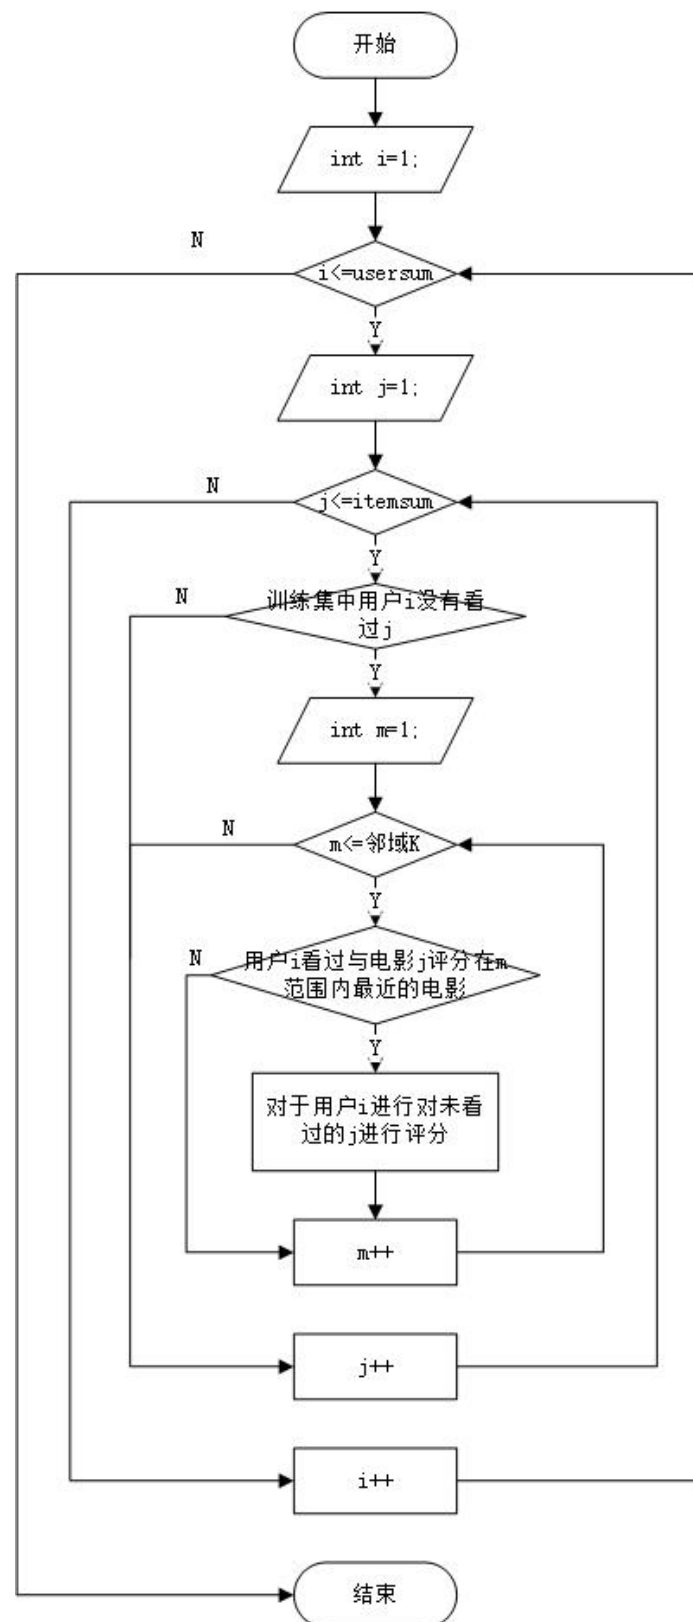 开始
int i=1;
N
i<=usersum
Y
int j=1;
N
j<=itemsum
Y
N
训练集中用户i没有看
过j
Y
int m=1;
N
m<=邻域K
Y
N
用户i看过与电影j评分在m
范围内最近的电影
Y
对于用户i进行对未看
过的j进行评分
m++
j++
i++
结束